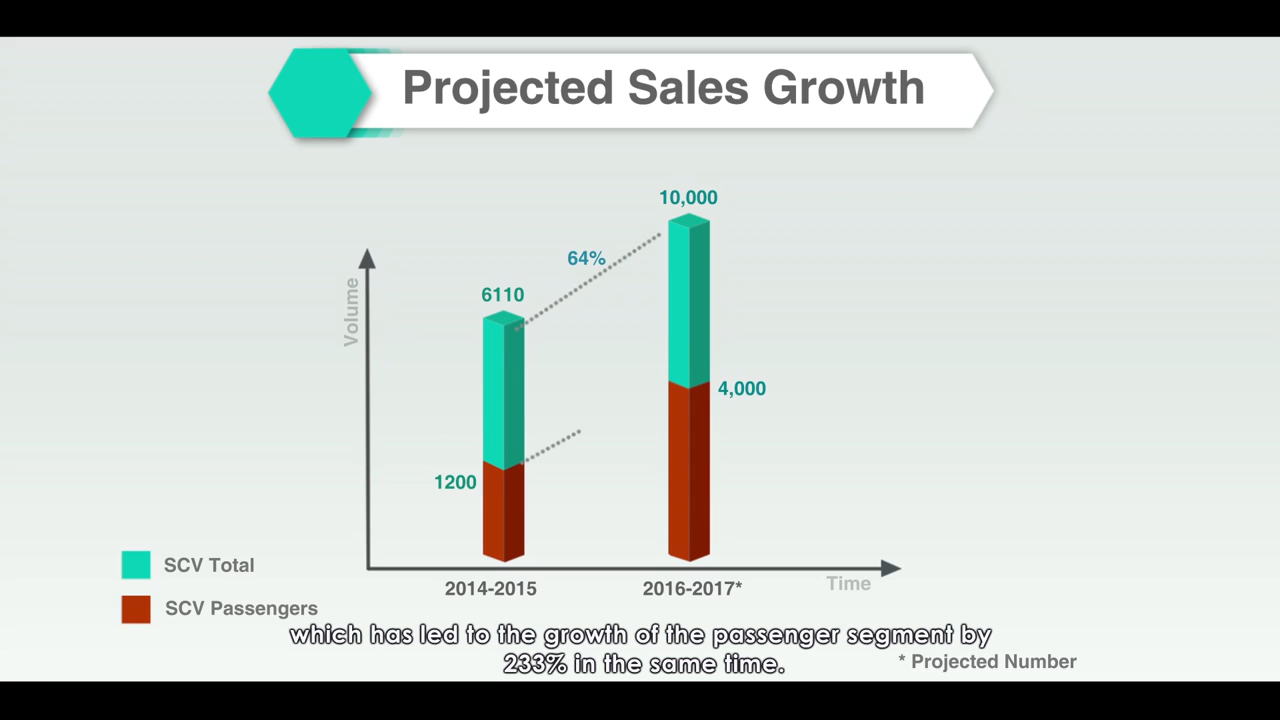 Projected Sales Growth
10,000
64%
6110
Volume
4,000
1200
SCV Total
2014-2015
2016-2017*
Time
SCV Passengers
which has led to the growth of the passenger segment by
233% in the same time.
* Projected Number